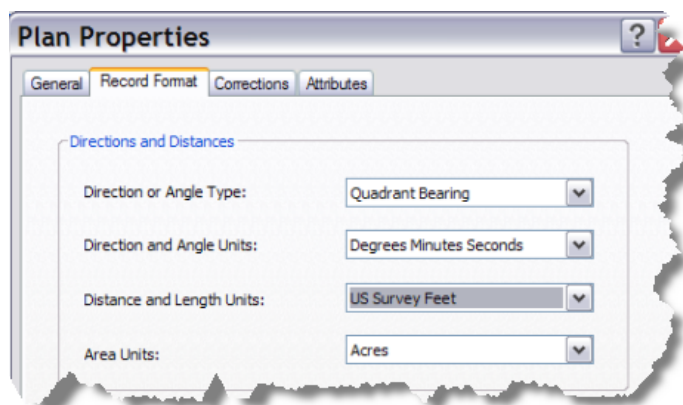 Plan Properties ?
General Record Format Corrections Attributes
Directions and Distances
Direction or Angle Type: Quadrant Bearing
Direction and Angle Units: Degrees Minutes Seconds
Distance and Length Units: US Survey Feet
Area Units: Acres